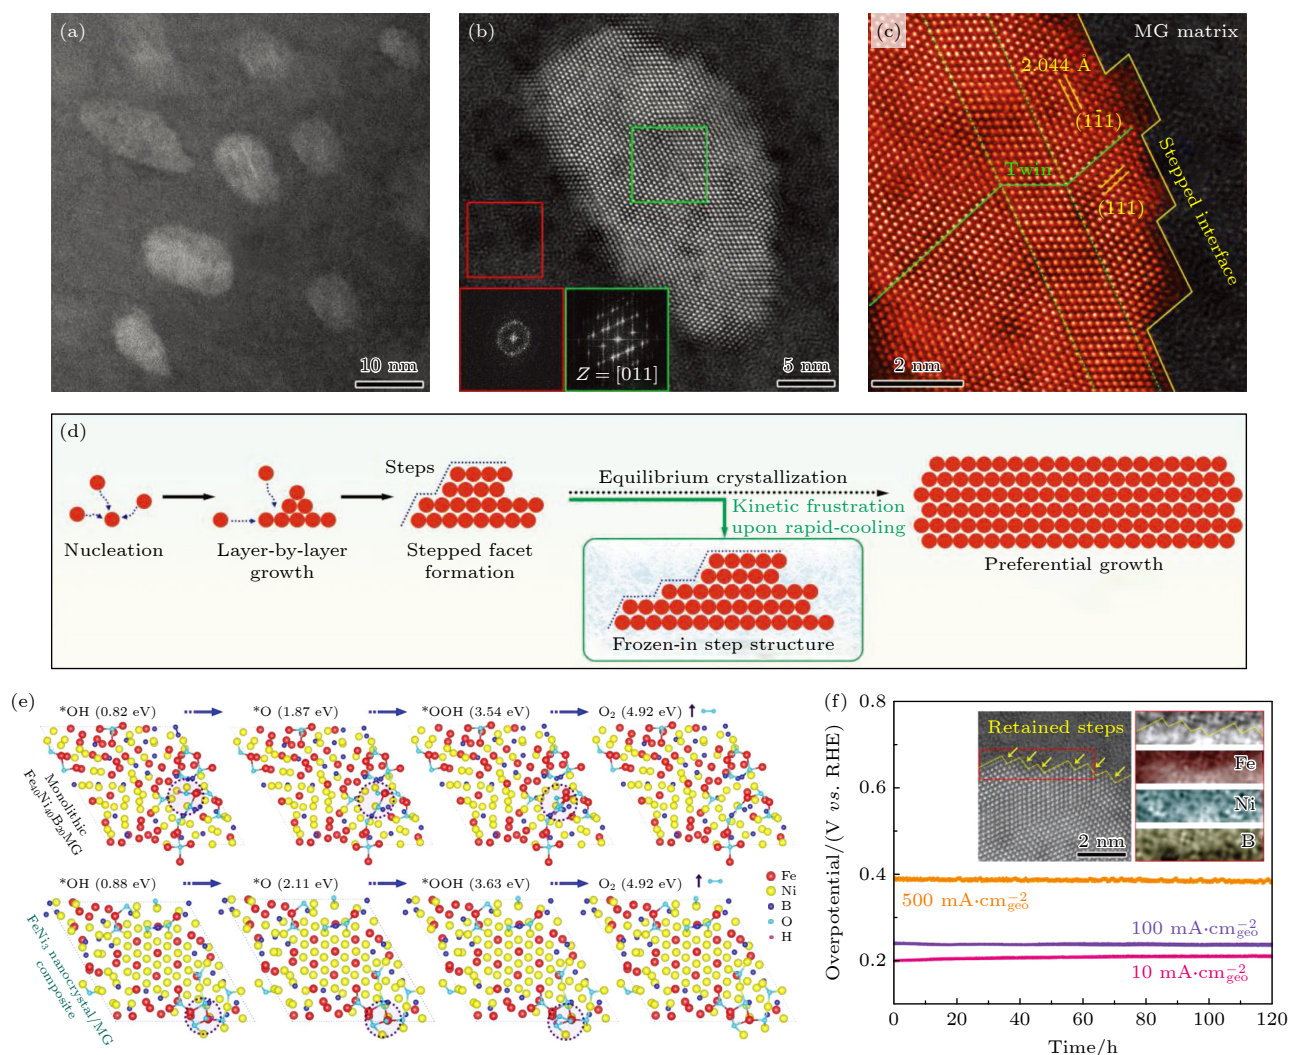 (a)
10 nm
(b)
Z = [011]
5 nm
(c)
MG matrix
2.044 Å
(11̄1)
Twin
(111)
Stepped interface
2 nm
(d)
Steps
Equilibrium crystallization
Kinetic frustration
upon rapid-cooling
Nucleation
Layer-by-layer
growth
Stepped facet
formation
Frozen-in step structure
Preferential growth
(e)
*OH (0.82 eV)
*O (1.87 eV)
*OOH (3.54 eV)
O₂ (4.92 eV)
Monolithic
Fe₄₀Ni₄₀B₂₀MG
*OH (0.88 eV)
*O (2.11 eV)
*OOH (3.63 eV)
O₂ (4.92 eV)
FeNi₃ nanocrystal/MG
composite
Fe
Ni
B
O
H
(f)
Overpotential/(V vs. RHE)
0.8
0.6
0.4
0.2
Retained steps
2 nm
Fe
Ni
B
500 mA·cm⁻²geo
100 mA·cm⁻²geo
10 mA·cm⁻²geo
0
20
40
60
80
100
120
Time/h